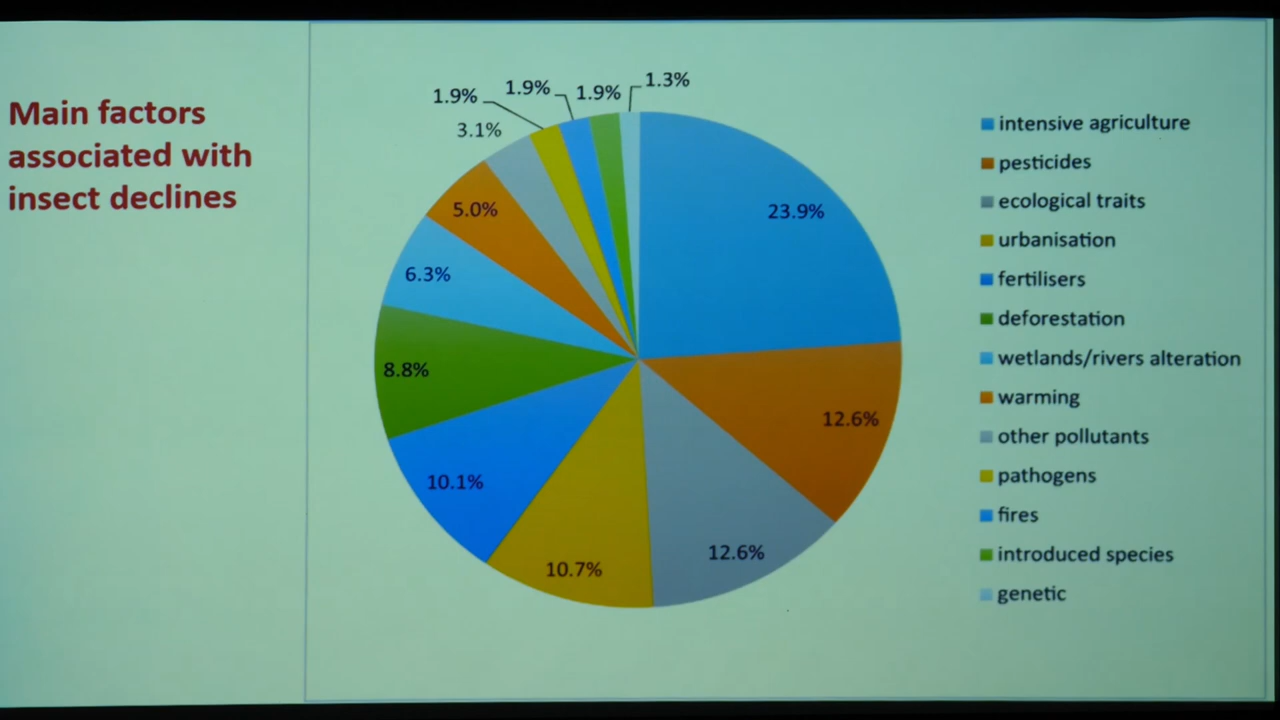 Main factors
associated with
insect declines
1.9%
1.9%
1.9%
1.3%
3.1%
5.0%
6.3%
8.8%
10.1%
10.7%
12.6%
12.6%
23.9%
intensive agriculture
pesticides
ecological traits
urbanisation
fertilisers
deforestation
wetlands/rivers alteration
warming
other pollutants
pathogens
fires
introduced species
genetic